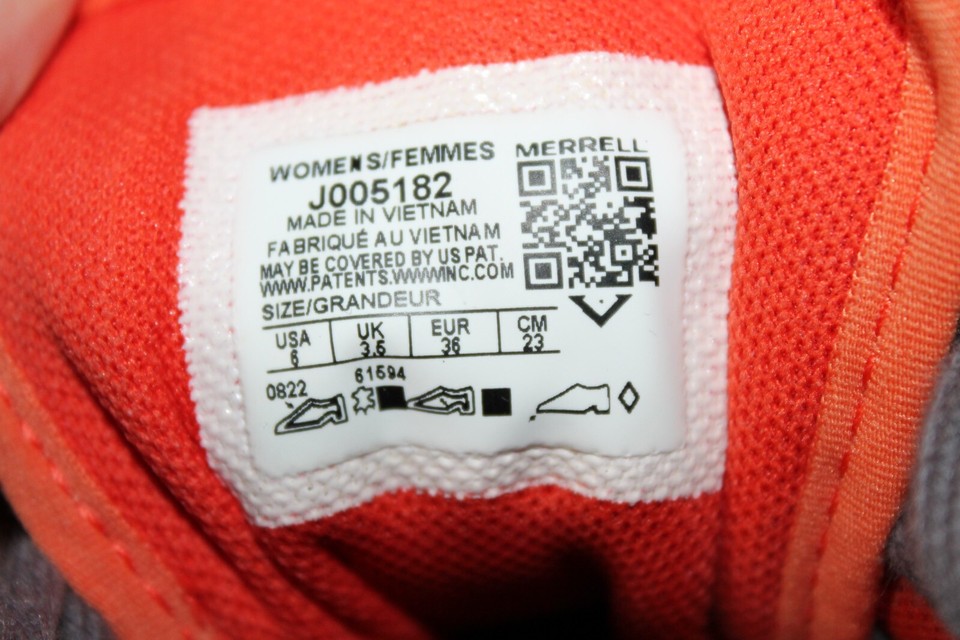 WOMENS/FEMMES
MERRELL
J005182
MADE IN VIETNAM
FABRIQUÉ AU VIETNAM
MAY BE COVERED BY US PAT.
WWW.PATENTS.WWWINC.COM
SIZE/GRANDEUR
USA UK EUR CM
6 3.5 36 23
0822 61594